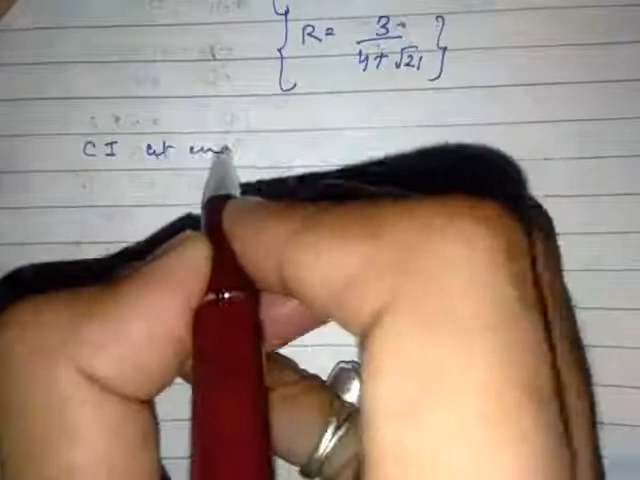 { R = 3 / 4+√21 }
CI at